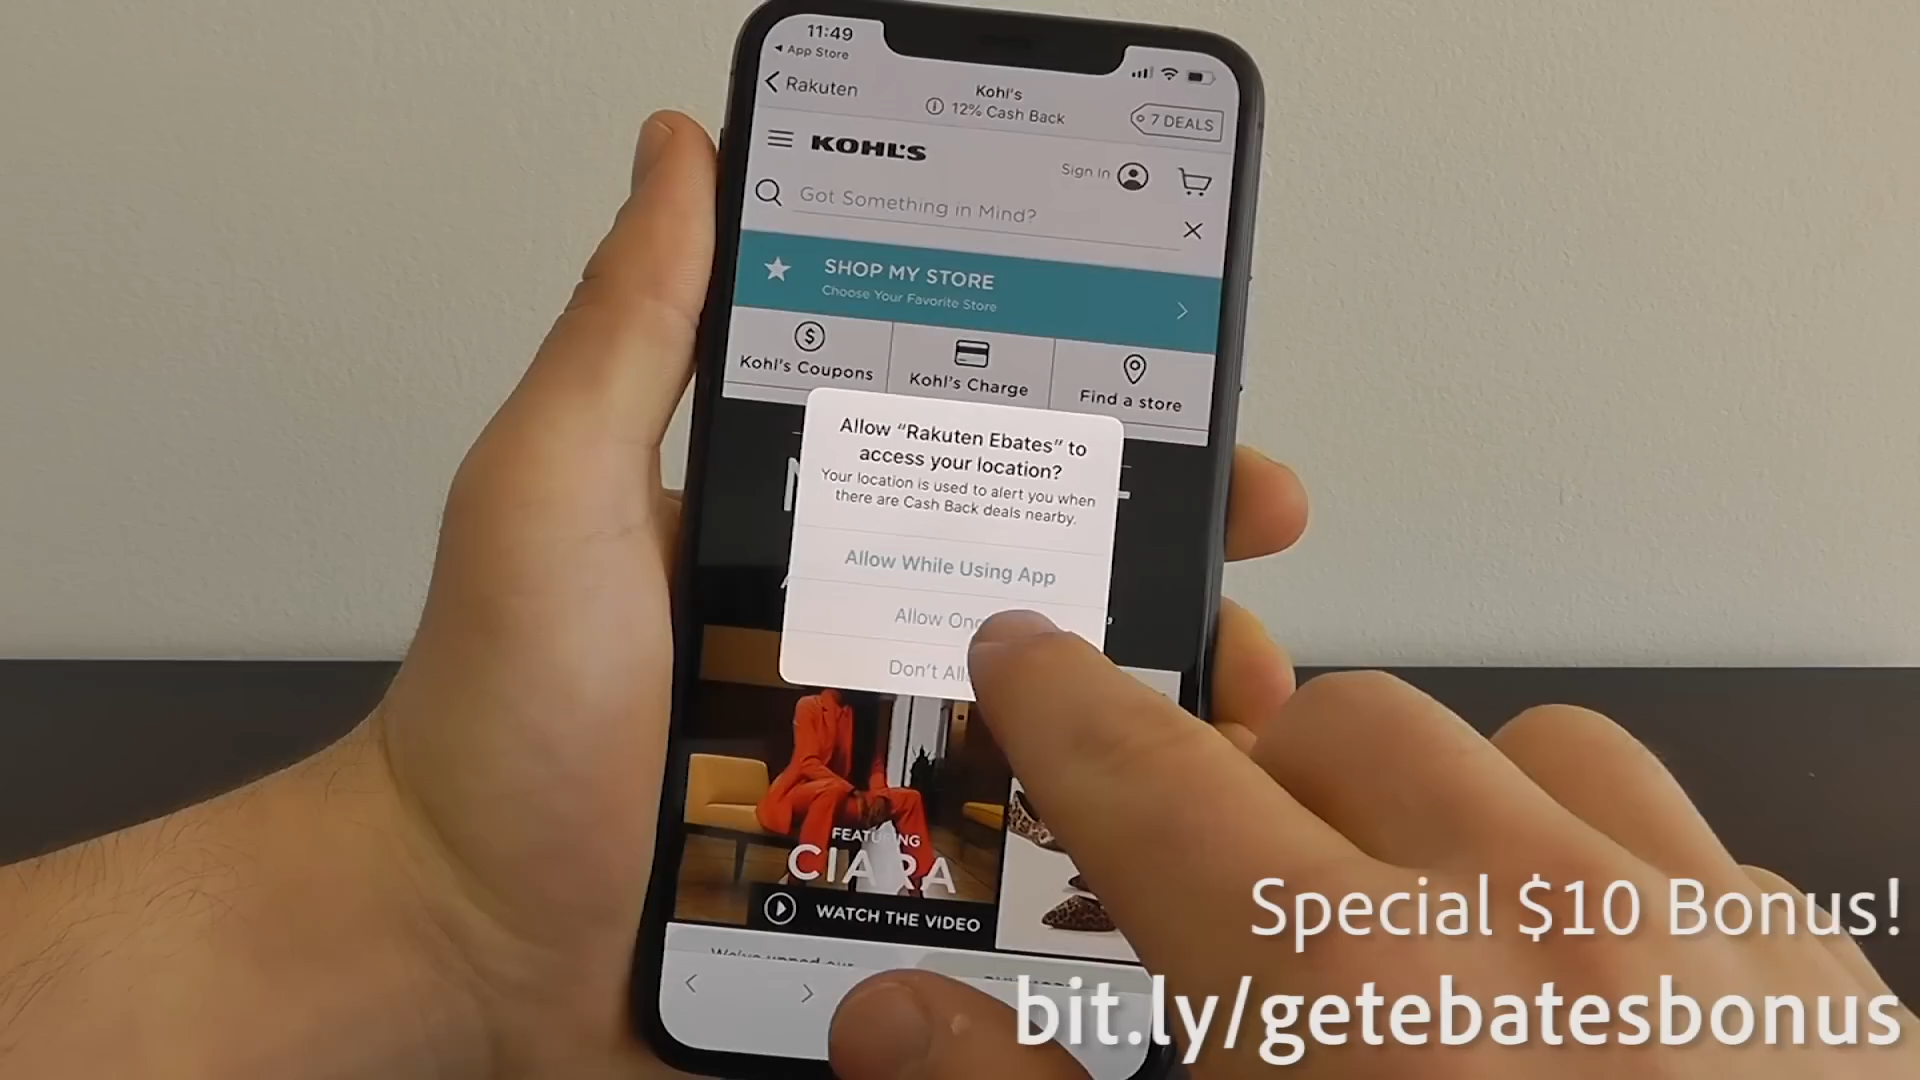 11:49
App Store
Rakuten
Kohl's
12% Cash Back
7 DEALS
KOHL'S
Sign In
Got Something in Mind?
SHOP MY STORE
Choose Your Favorite Store
Kohl's Coupons
Kohl's Charge
Find a store
Allow “Rakuten Ebates” to
access your location?
Your location is used to alert you when
there are Cash Back deals nearby.
Allow While Using App
Allow
Don't
FEATURING
CIARA
WATCH THE VIDEO
Special $10 Bonus!
bit.ly/getebatesbonus